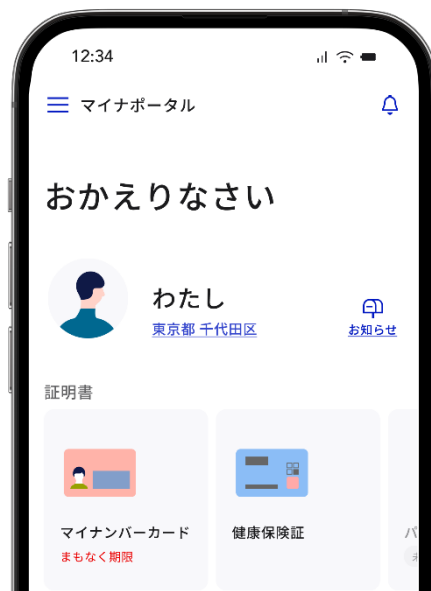 12:34
マイナポータル
おかえりなさい
わたし
東京都 千代田区
お知らせ
証明書
マイナンバーカード
まもなく期限
健康保険証
パ